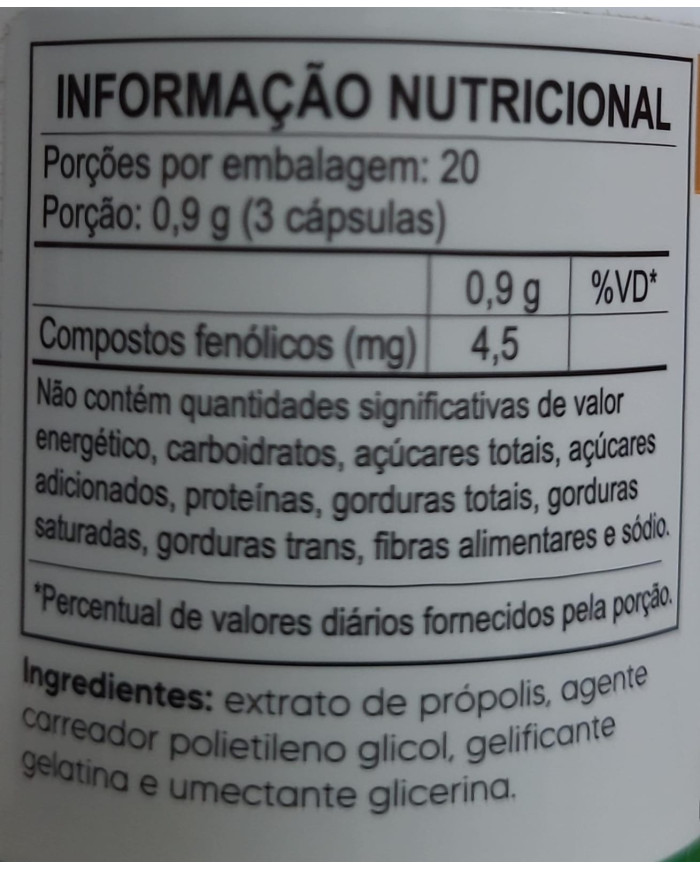 INFORMAÇÃO NUTRICIONAL
Porções por embalagem: 20
Porção: 0,9 g (3 cápsulas)
0,9 g %VD*
Compostos fenólicos (mg) 4,5
Não contém quantidades significativas de valor
energético, carboidratos, açúcares totais, açúcares
adicionados, proteínas, gorduras totais, gorduras
saturadas, gorduras trans, fibras alimentares e sódio.
*Percentual de valores diários fornecidos pela porção.
Ingredientes: extrato de própolis, agente
carreador polietileno glicol, gelificante
gelatina e umectante glicerina.